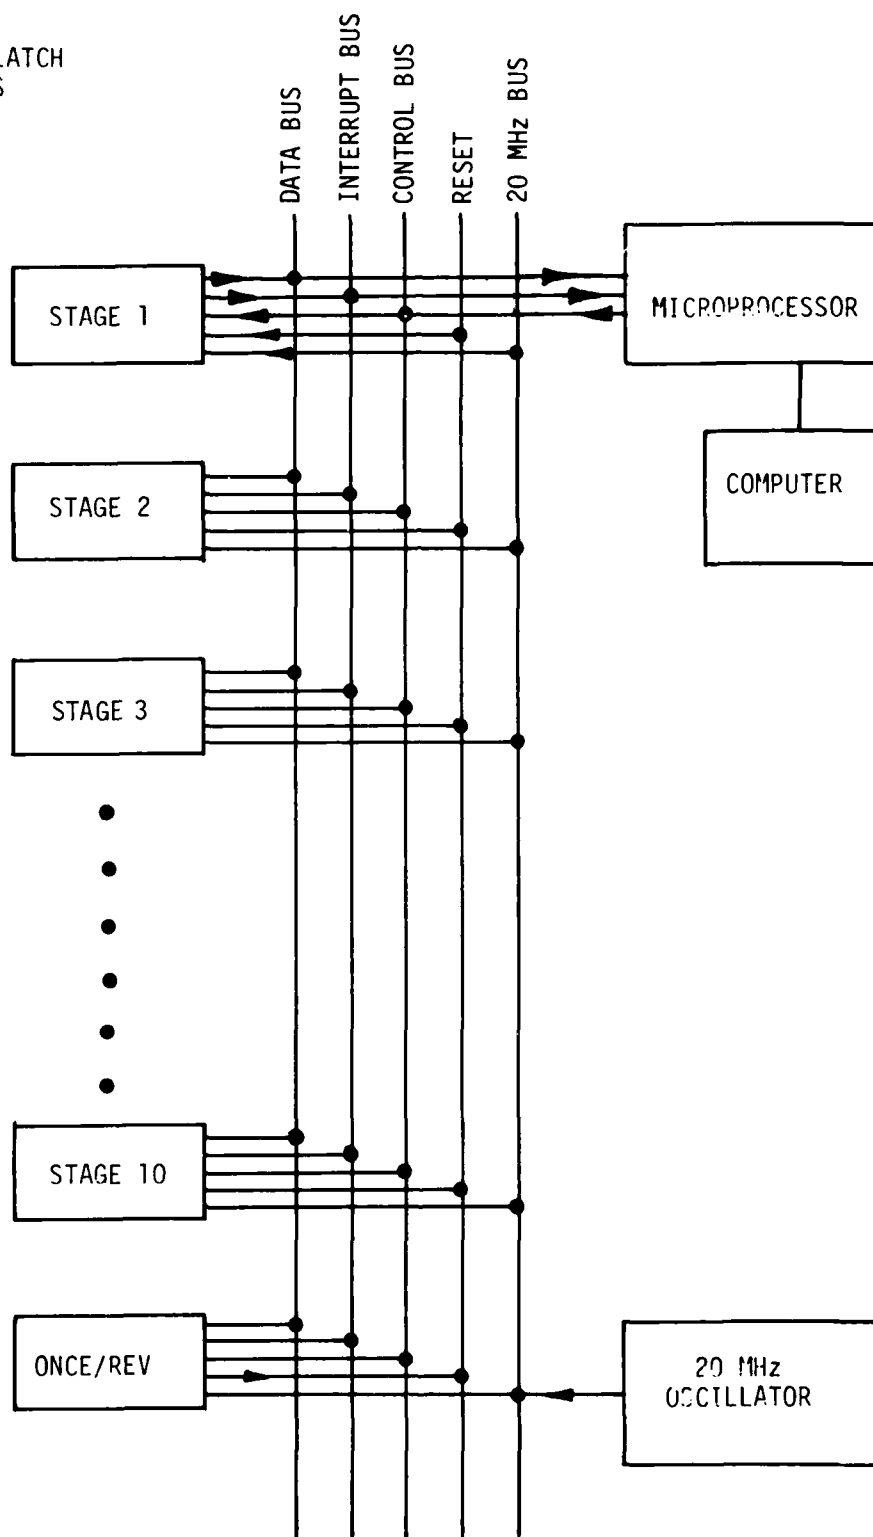 LATCH
S
DATA BUS
INTERRUPT BUS
CONTROL BUS
RESET
20 MHz BUS
STAGE 1
MICROPROCESSOR
STAGE 2
COMPUTER
STAGE 3
STAGE 10
ONCE/REV
20 MHz
OSCILLATOR